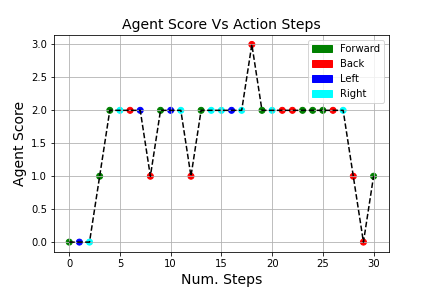 Agent Score Vs Action Steps
Agent Score
3.0
2.5
2.0
1.5
1.0
0.5
0.0
Forward
Back
Left
Right
0 5 10 15 20 25 30
Num. Steps